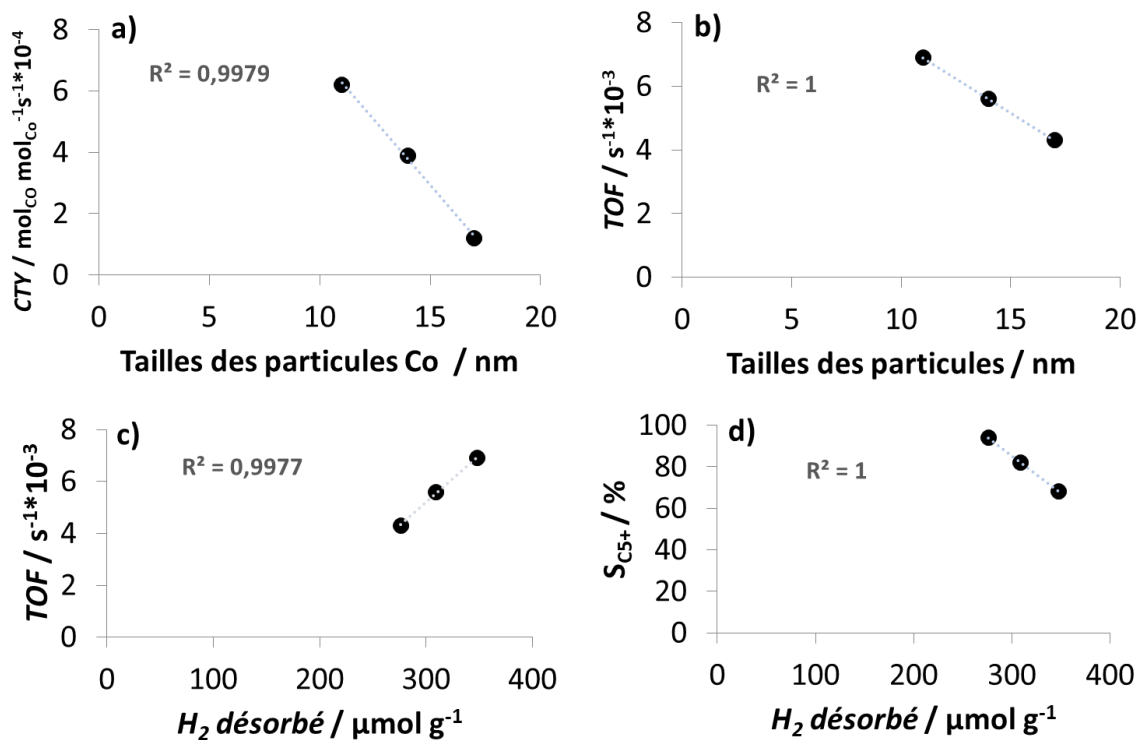 a)
R² = 0,9979
CTY / mol_CO mol_Co⁻¹s⁻¹*10⁻⁴
8
6
4
2
0
0 5 10 15 20
Tailles des particules Co / nm
b)
R² = 1
TOF / s⁻¹*10⁻³
8
6
4
2
0
0 5 10 15 20
Tailles des particules / nm
c)
R² = 0,9977
TOF / s⁻¹*10⁻³
8
6
4
2
0
0 100 200 300 400
H₂ désorbé / µmol g⁻¹
d)
R² = 1
S_C5+ / %
100
80
60
40
20
0
0 100 200 300 400
H₂ désorbé / µmol g⁻¹